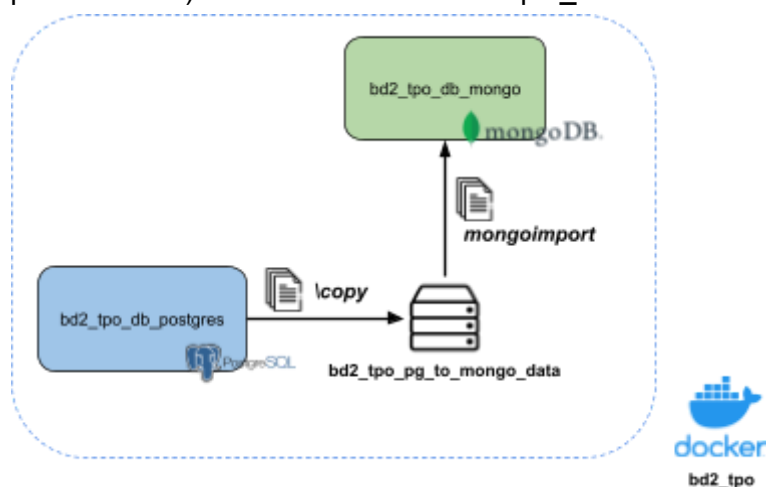 bd2_tpo_db_mongo
mongoDB.
mongoimport
\copy
bd2_tpo_db_postgres
PostgreSQL
bd2_tpo_pg_to_mongo_data
docker
bd2_tpo